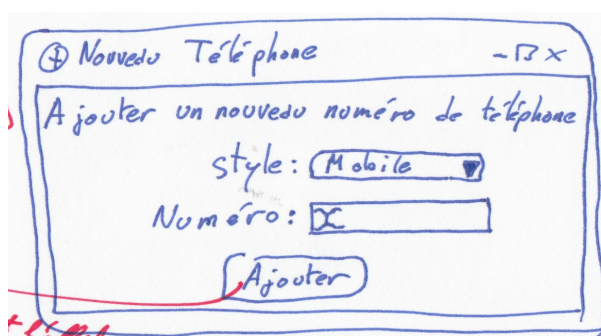 Nouveau Téléphone
Ajouter un nouveau numéro de téléphone
style: Mobile
Numéro: x
Ajouter